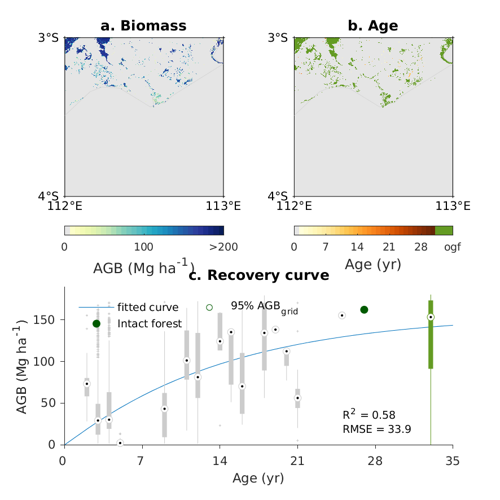 a. Biomass
b. Age
3°S
3°S
4°S
4°S
112°E
113°E
112°E
113°E
0
100
>200
0
7
14
21
28
ogf
AGB (Mg ha⁻¹)
Age (yr)
c. Recovery curve
fitted curve
95% AGB_grid
Intact forest
AGB (Mg ha⁻¹)
150
100
50
0
R² = 0.58
RMSE = 33.9
0
7
14
21
28
35
Age (yr)